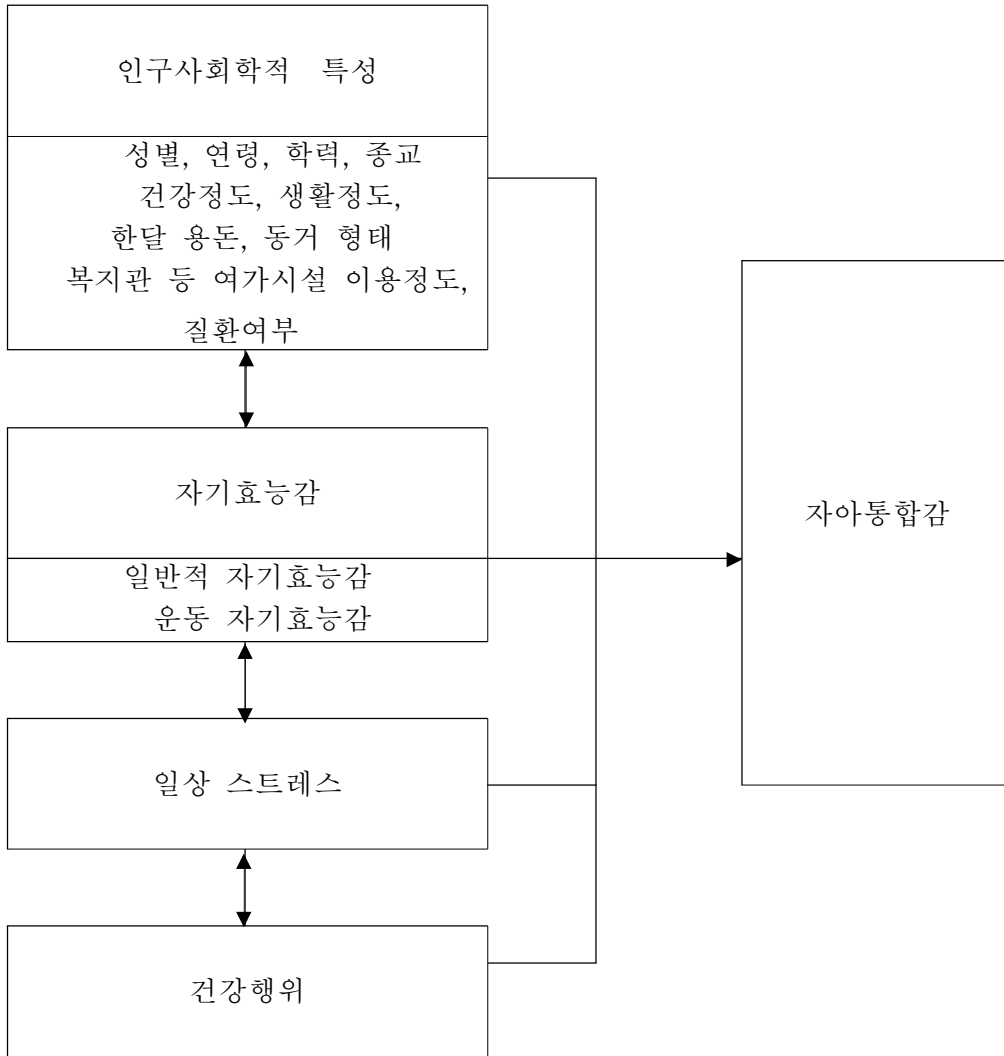 인구사회학적 특성
성별, 연령, 학력, 종교
건강정도, 생활정도,
한달 용돈, 동거 형태
복지관 등 여가시설 이용정도,
질환여부
자기효능감
일반적 자기효능감
운동 자기효능감
일상 스트레스
건강행위
자아통합감